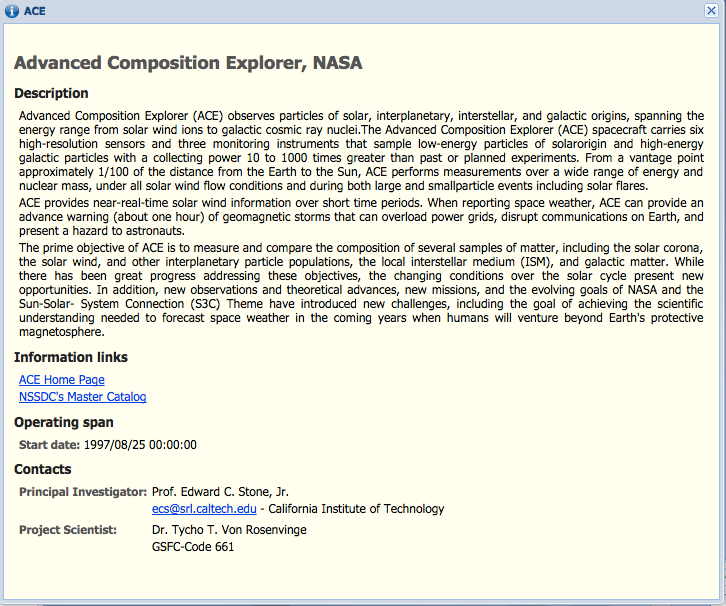 ACE
Advanced Composition Explorer, NASA
Description
Advanced Composition Explorer (ACE) observes particles of solar, interplanetary, interstellar, and galactic origins, spanning the
energy range from solar wind ions to galactic cosmic ray nuclei.The Advanced Composition Explorer (ACE) spacecraft carries six
high-resolution sensors and three monitoring instruments that sample low-energy particles of solarorigin and high-energy
galactic particles with a collecting power 10 to 1000 times greater than past or planned experiments. From a vantage point
approximately 1/100 of the distance from the Earth to the Sun, ACE performs measurements over a wide range of energy and
nuclear mass, under all solar wind flow conditions and during both large and smallparticle events including solar flares.
ACE provides near-real-time solar wind information over short time periods. When reporting space weather, ACE can provide an
advance warning (about one hour) of geomagnetic storms that can overload power grids, disrupt communications on Earth, and
present a hazard to astronauts.
The prime objective of ACE is to measure and compare the composition of several samples of matter, including the solar corona,
the solar wind, and other interplanetary particle populations, the local interstellar medium (ISM), and galactic matter. While
there has been great progress addressing these objectives, the changing conditions over the solar cycle present new
opportunities. In addition, new observations and theoretical advances, new missions, and the evolving goals of NASA and the
Sun-Solar- System Connection (S3C) Theme have introduced new challenges, including the goal of achieving the scientific
understanding needed to forecast space weather in the coming years when humans will venture beyond Earth's protective
magnetosphere.
Information links
ACE Home Page
NSSDC's Master Catalog
Operating span
Start date: 1997/08/25 00:00:00
Contacts
Principal Investigator: Prof. Edward C. Stone, Jr.
ecs@srl.caltech.edu - California Institute of Technology
Project Scientist: Dr. Tycho T. Von Rosenvinge
GSFC-Code 661